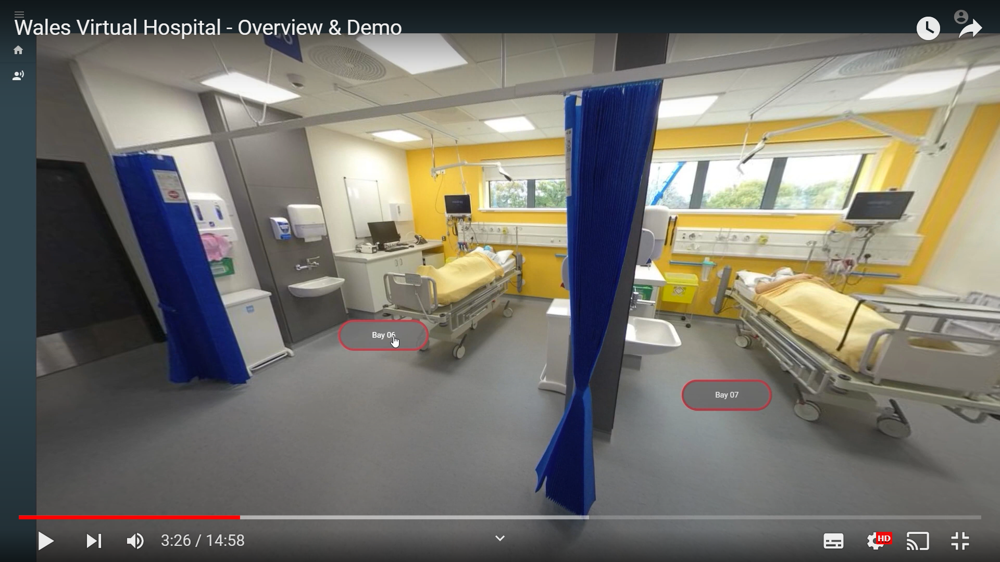 Wales Virtual Hospital - Overview & Demo
Bay 06
Bay 07
3:26 / 14:58
HD